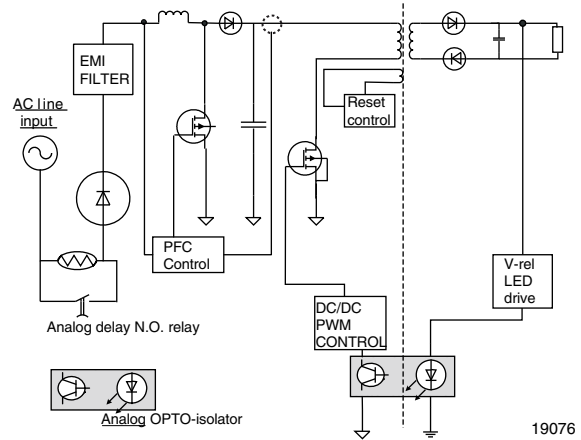 EMI
FILTER
AC line
input
Reset
control
PFC
Control
V-rel
LED
drive
DC/DC
PWM
CONTROL
Analog delay N.O. relay
Analog OPTO-isolator
19076